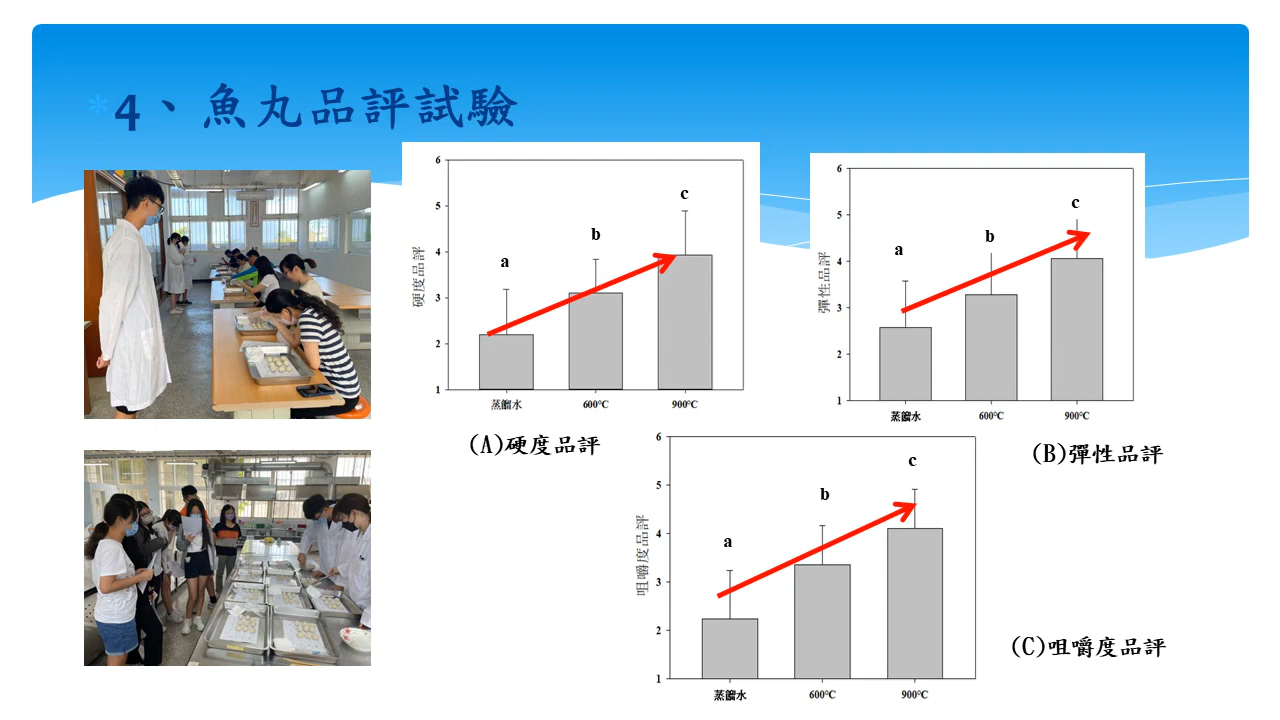 *4、魚丸品評試驗
6
5
4
3
2
1
硬度品評
a
b
c
蒸餾水 600℃ 900℃
(A)硬度品評
6
5
4
3
2
1
彈性品評
a
b
c
蒸餾水 600℃ 900℃
(B)彈性品評
6
5
4
3
2
1
咀嚼度品評
a
b
c
蒸餾水 600℃ 900℃
(C)咀嚼度品評